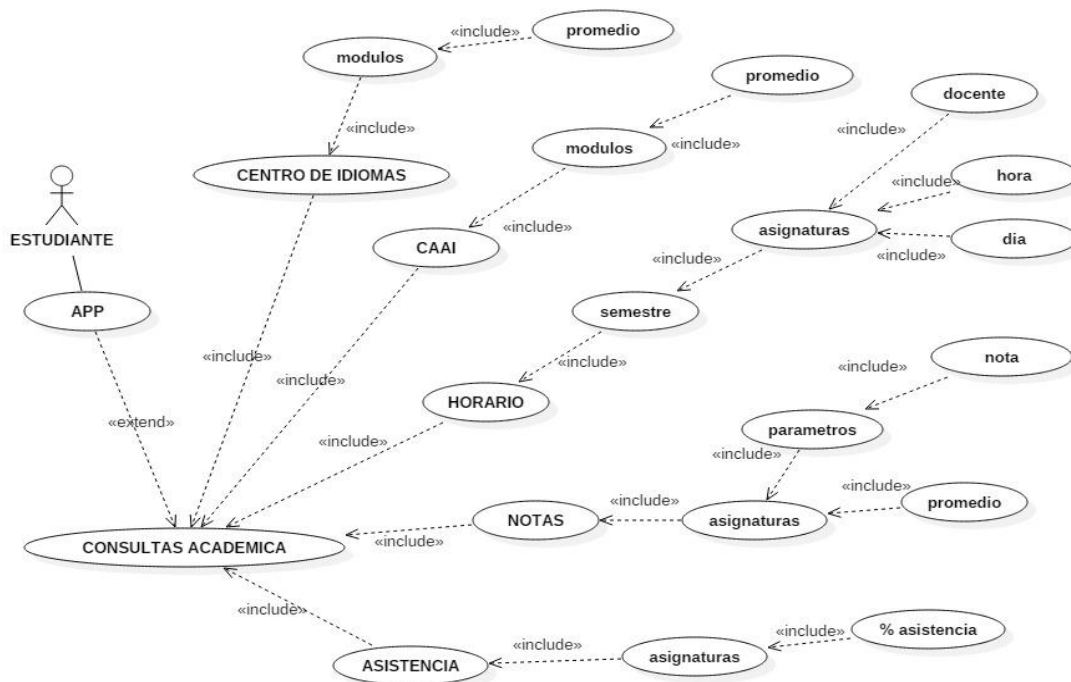 «include»
promedio
modulos
promedio
docente
«include»
«include»
«include»
modulos
CENTRO DE IDIOMAS
«include»
hora
«include»
asignaturas
ESTUDIANTE
CAAI
dia
«include»
«include»
APP
semestre
«include»
«include»
nota
«include»
«include»
HORARIO
«extend»
parametros
«include»
«include»
«include»
«include»
promedio
NOTAS
asignaturas
CONSULTAS ACADEMICA
«include»
«include»
«include»
% asistencia
«include»
ASISTENCIA
asignaturas